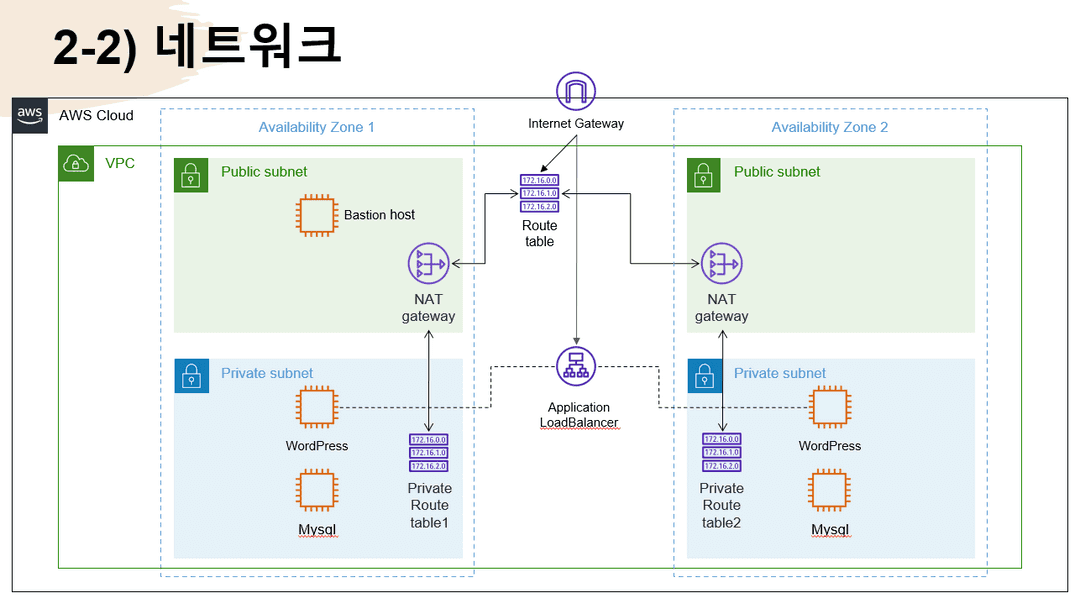 2-2) 네트워크
aws
AWS Cloud
Availability Zone 1
Internet Gateway
Availability Zone 2
VPC
Public subnet
Bastion host
172.16.0.0
172.16.1.0
172.16.2.0
Route
table
Public subnet
NAT
gateway
NAT
gateway
Private subnet
WordPress
Mysql
172.16.0.0
172.16.1.0
172.16.2.0
Private
Route
table1
Application
LoadBalancer
Private subnet
172.16.0.0
172.16.1.0
172.16.2.0
Private
Route
table2
WordPress
Mysql